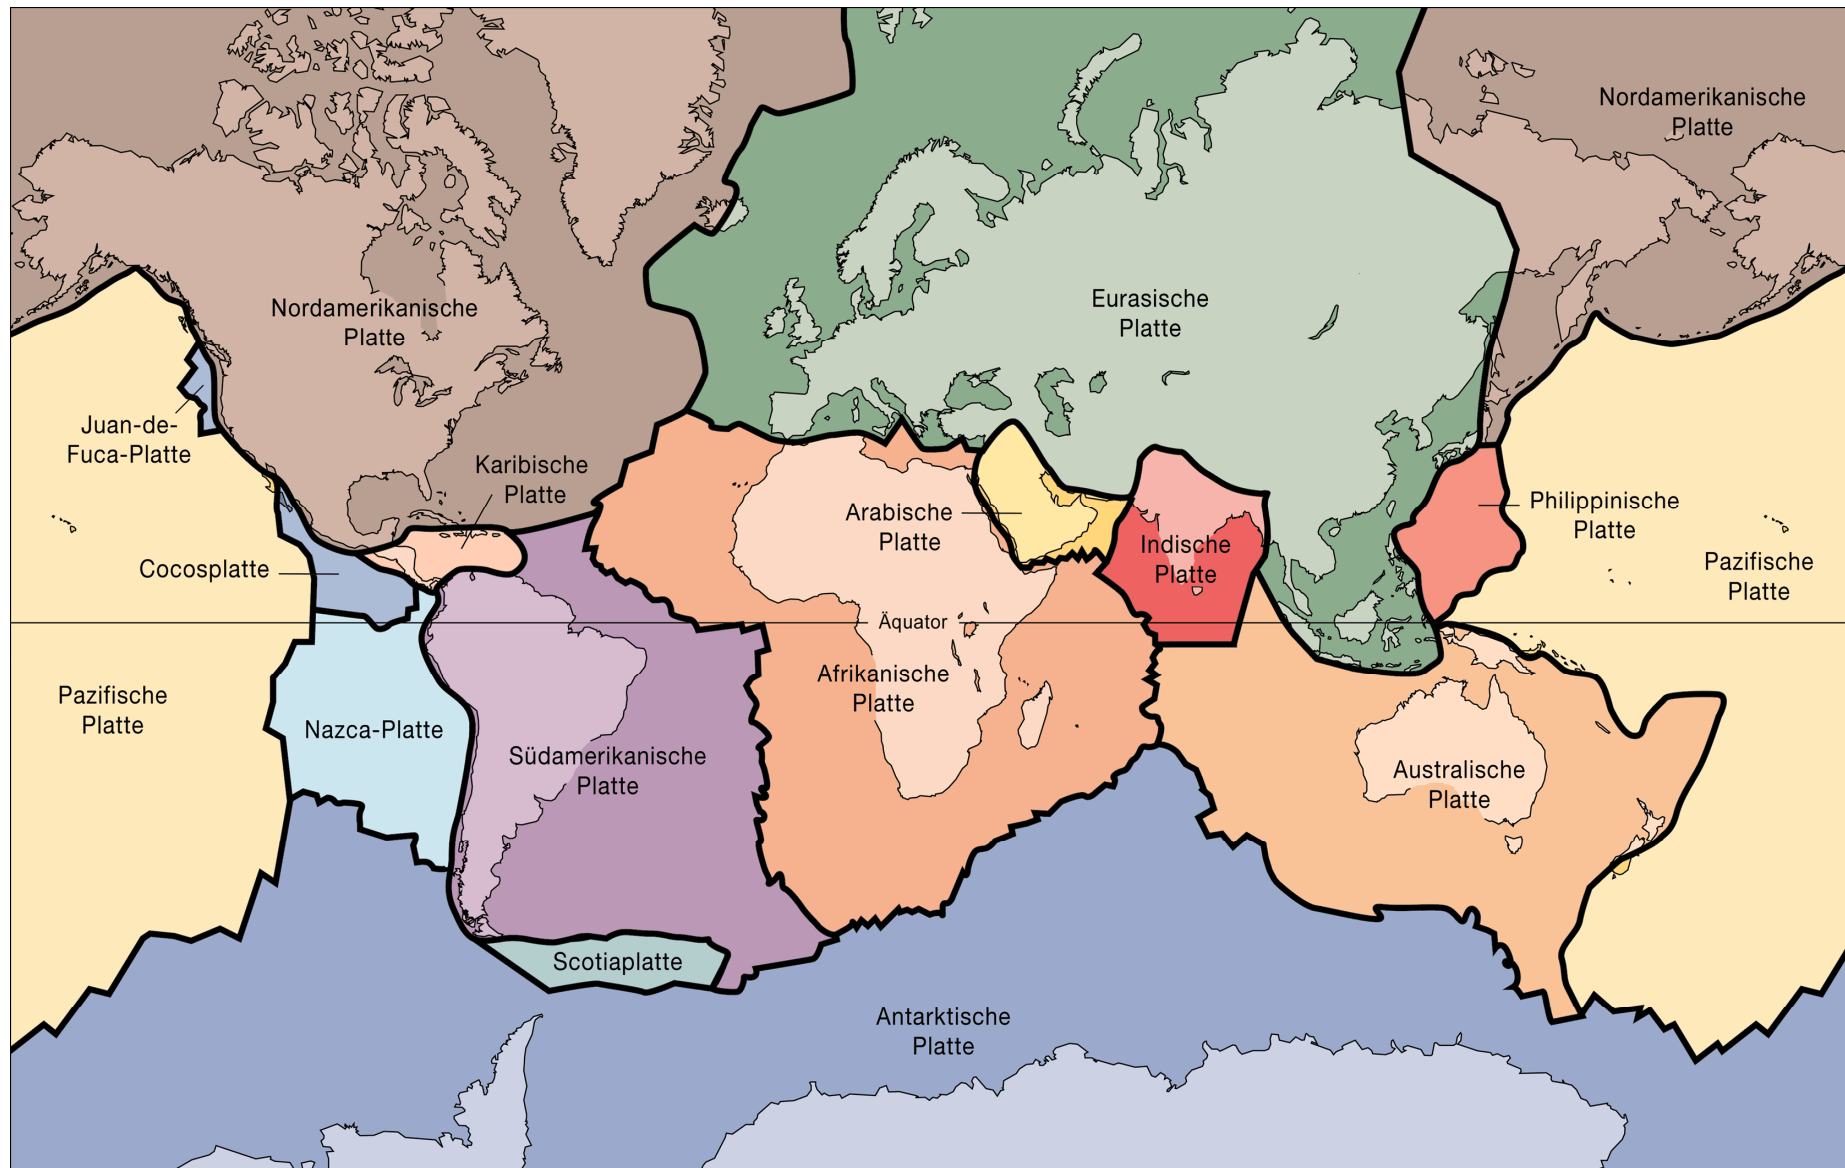 Nordamerikanische
Platte
Nordamerikanische
Platte
Eurasische
Platte
Juan-de-
Fuca-Platte
Karibische
Platte
Arabische
Platte
Indische
Platte
Philippinische
Platte
Cocosplatte
Pazifische
Platte
Äquator
Pazifische
Platte
Nazca-Platte
Südamerikanische
Platte
Afrikanische
Platte
Australische
Platte
Scotiaplatte
Antarktische
Platte